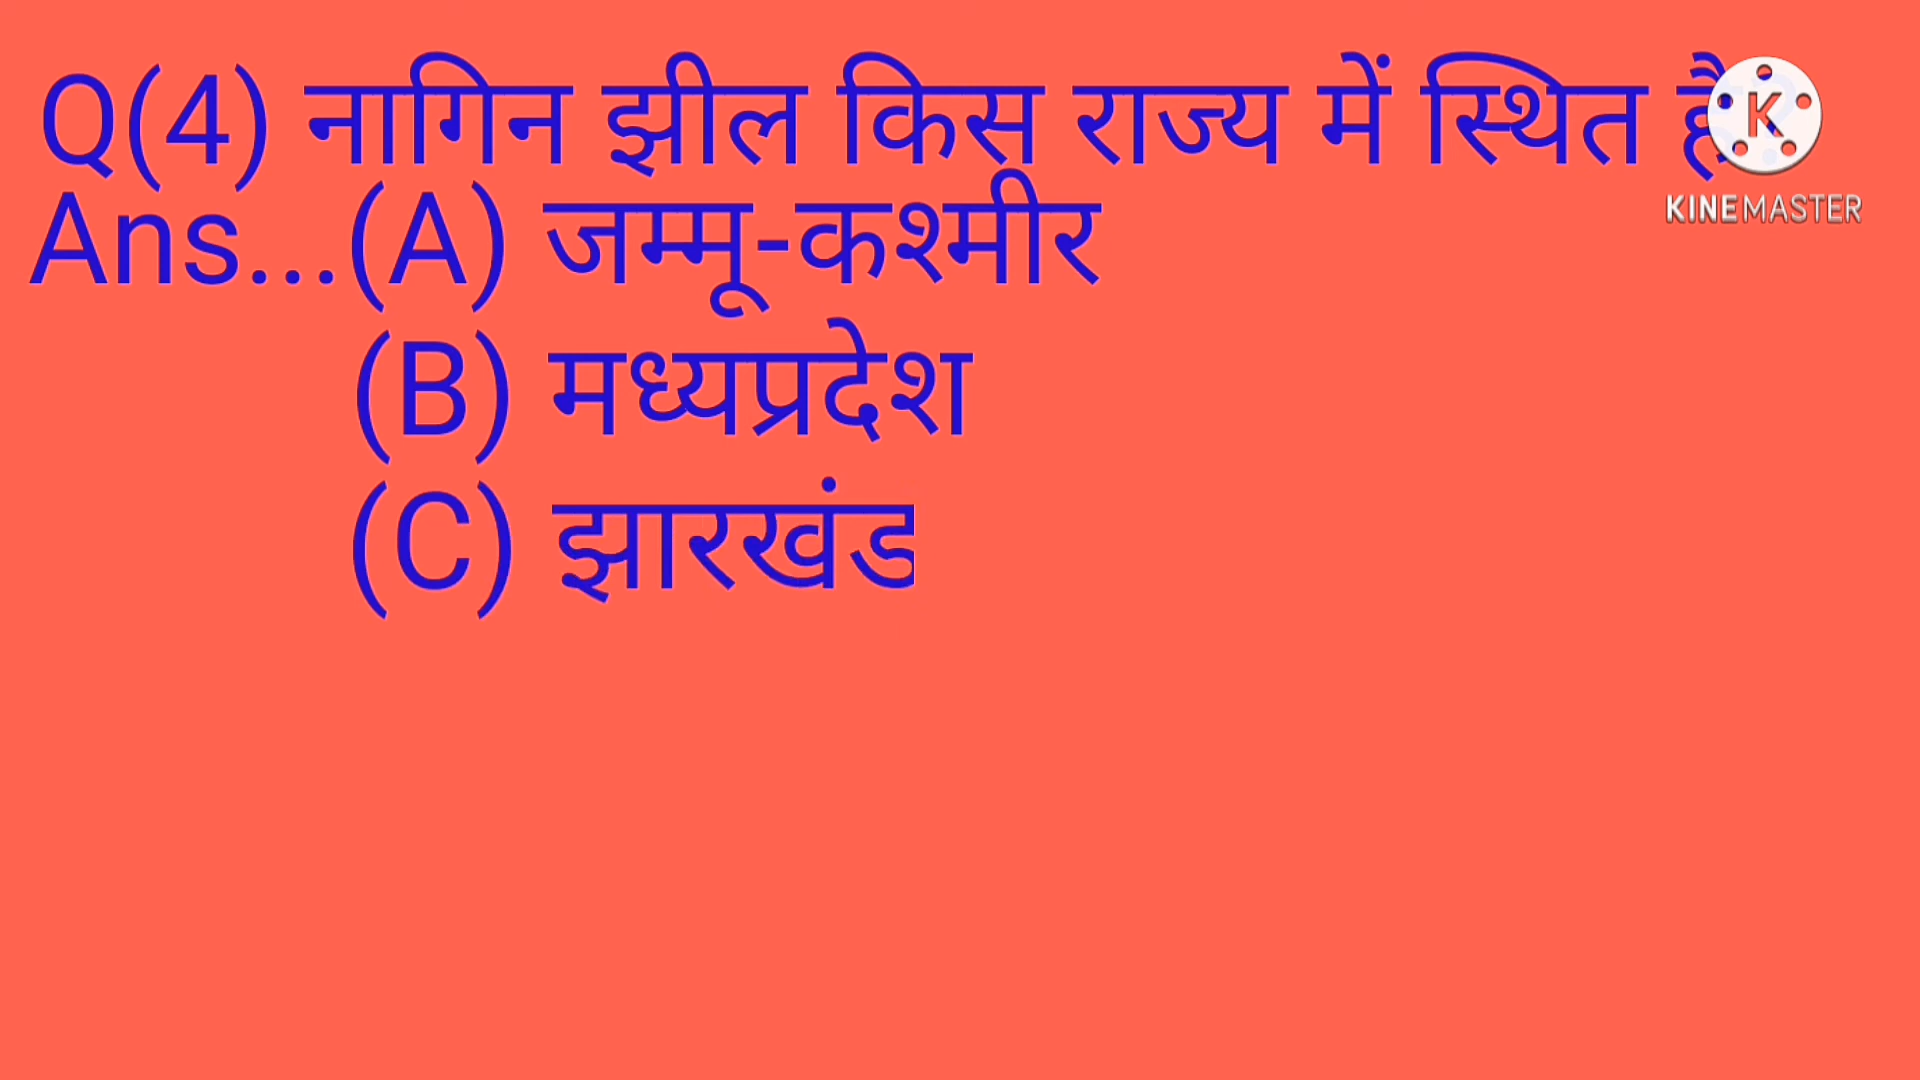 Q(4) नागिन झील किस राज्य में स्थित है
Ans...(A) जम्मू-कश्मीर
(B) मध्यप्रदेश
(C) झारखंड
KINEMASTER